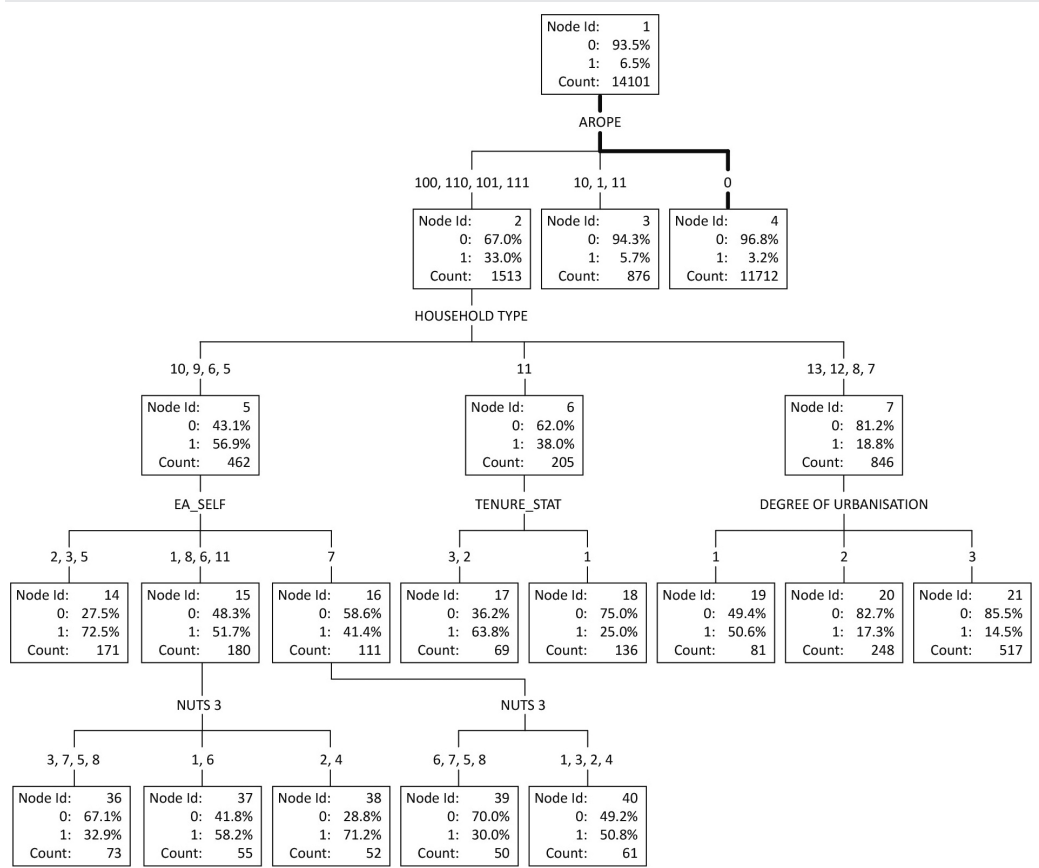 Node Id: 1
0: 93.5%
1: 6.5%
Count: 14101
AROPE
100, 110, 101, 111
10, 1, 11
0
Node Id: 2
0: 67.0%
1: 33.0%
Count: 1513
Node Id: 3
0: 94.3%
1: 5.7%
Count: 876
Node Id: 4
0: 96.8%
1: 3.2%
Count: 11712
HOUSEHOLD TYPE
10, 9, 6, 5
11
13, 12, 8, 7
Node Id: 5
0: 43.1%
1: 56.9%
Count: 462
Node Id: 6
0: 62.0%
1: 38.0%
Count: 205
Node Id: 7
0: 81.2%
1: 18.8%
Count: 846
EA_SELF
TENURE_STAT
DEGREE OF URBANISATION
2, 3, 5
1, 8, 6, 11
7
3, 2
1
1
2
3
Node Id: 14
0: 27.5%
1: 72.5%
Count: 171
Node Id: 15
0: 48.3%
1: 51.7%
Count: 180
Node Id: 16
0: 58.6%
1: 41.4%
Count: 111
Node Id: 17
0: 36.2%
1: 63.8%
Count: 69
Node Id: 18
0: 75.0%
1: 25.0%
Count: 136
Node Id: 19
0: 49.4%
1: 50.6%
Count: 81
Node Id: 20
0: 82.7%
1: 17.3%
Count: 248
Node Id: 21
0: 85.5%
1: 14.5%
Count: 517
NUTS 3
NUTS 3
3, 7, 5, 8
1, 6
2, 4
6, 7, 5, 8
1, 3, 2, 4
Node Id: 36
0: 67.1%
1: 32.9%
Count: 73
Node Id: 37
0: 41.8%
1: 58.2%
Count: 55
Node Id: 38
0: 28.8%
1: 71.2%
Count: 52
Node Id: 39
0: 70.0%
1: 30.0%
Count: 50
Node Id: 40
0: 49.2%
1: 50.8%
Count: 61